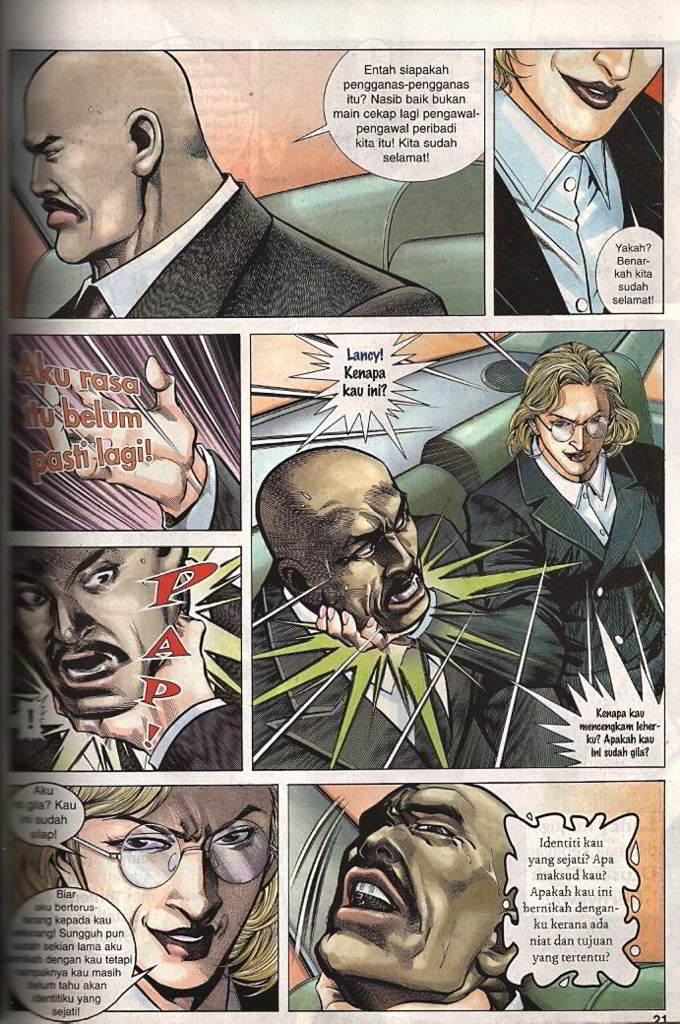 Entah siapakah
pengganas-pengganas
itu? Nasib baik bukan
main cekap lagi pengawal-
pengawal peribadi
kita itu! Kita sudah
selamat!
Yakah?
Benar-
kah kita
sudah
selamat!
Aku rasa
itu belum
pasti lagi!
Lancy!
Kenapa
kau ini?
PAP!
Kenapa kau
mencengkam leher-
ku? Apakah kau
ini sudah gila?
Aku
gila? Kau
ini sudah
silap!
Biar
aku berterus-
terang kepada kau
sekarang! Sungguh pun
sudah sekian lama aku
bernikah dengan kau tetapi
nampaknya kau masih
belum tahu akan
identitiku yang
sejati!
Identiti kau
yang sejati? Apa
maksud kau?
Apakah kau ini
bernikah dengan-
ku kerana ada
niat dan tujuan
yang tertentu?
21